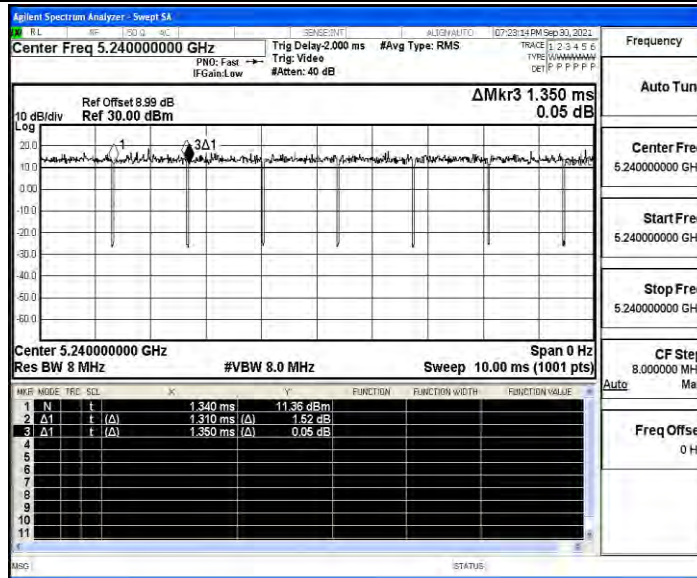 Agilent Spectrum Analyzer - Swept SA
RL RF 50 Ω AC SENSE:INT ALIGNAUTO 07:23:14 PM Sep 30, 2021
Center Freq 5.240000000 GHz
PNO: Fast
IFGain:Low
Trig Delay-2.000 ms
Trig: Video
#Atten: 40 dB
#Avg Type: RMS
TRACE 1 2 3 4 5 6
TYPE WWWWWW
DET P P P P P P
Frequency
Auto Tun
ΔMkr3 1.350 ms
0.05 dB
Ref Offset 8.99 dB
10 dB/div Ref 30.00 dBm
Log
20.0
10.0
0.00
-10.0
-20.0
-30.0
-40.0
-50.0
-60.0
1
3Δ1
Center Fre
5.240000000 GH
Start Fre
5.240000000 GH
Stop Fre
5.240000000 GH
CF Step
8.000000 MH
Auto Ma
Freq Offse
0 H
Center 5.240000000 GHz Span 0 Hz
Res BW 8 MHz #VBW 8.0 MHz Sweep 10.00 ms (1001 pts)
MKR MODE TRC SCL X Y FUNCTION FUNCTION WIDTH FUNCTION VALUE
1 N t 1.340 ms 11.36 dBm
2 Δ1 t (Δ) 1.310 ms (Δ) 1.52 dB
3 Δ1 t (Δ) 1.350 ms (Δ) 0.05 dB
4
5
6
7
8
9
10
11
MSG STATUS